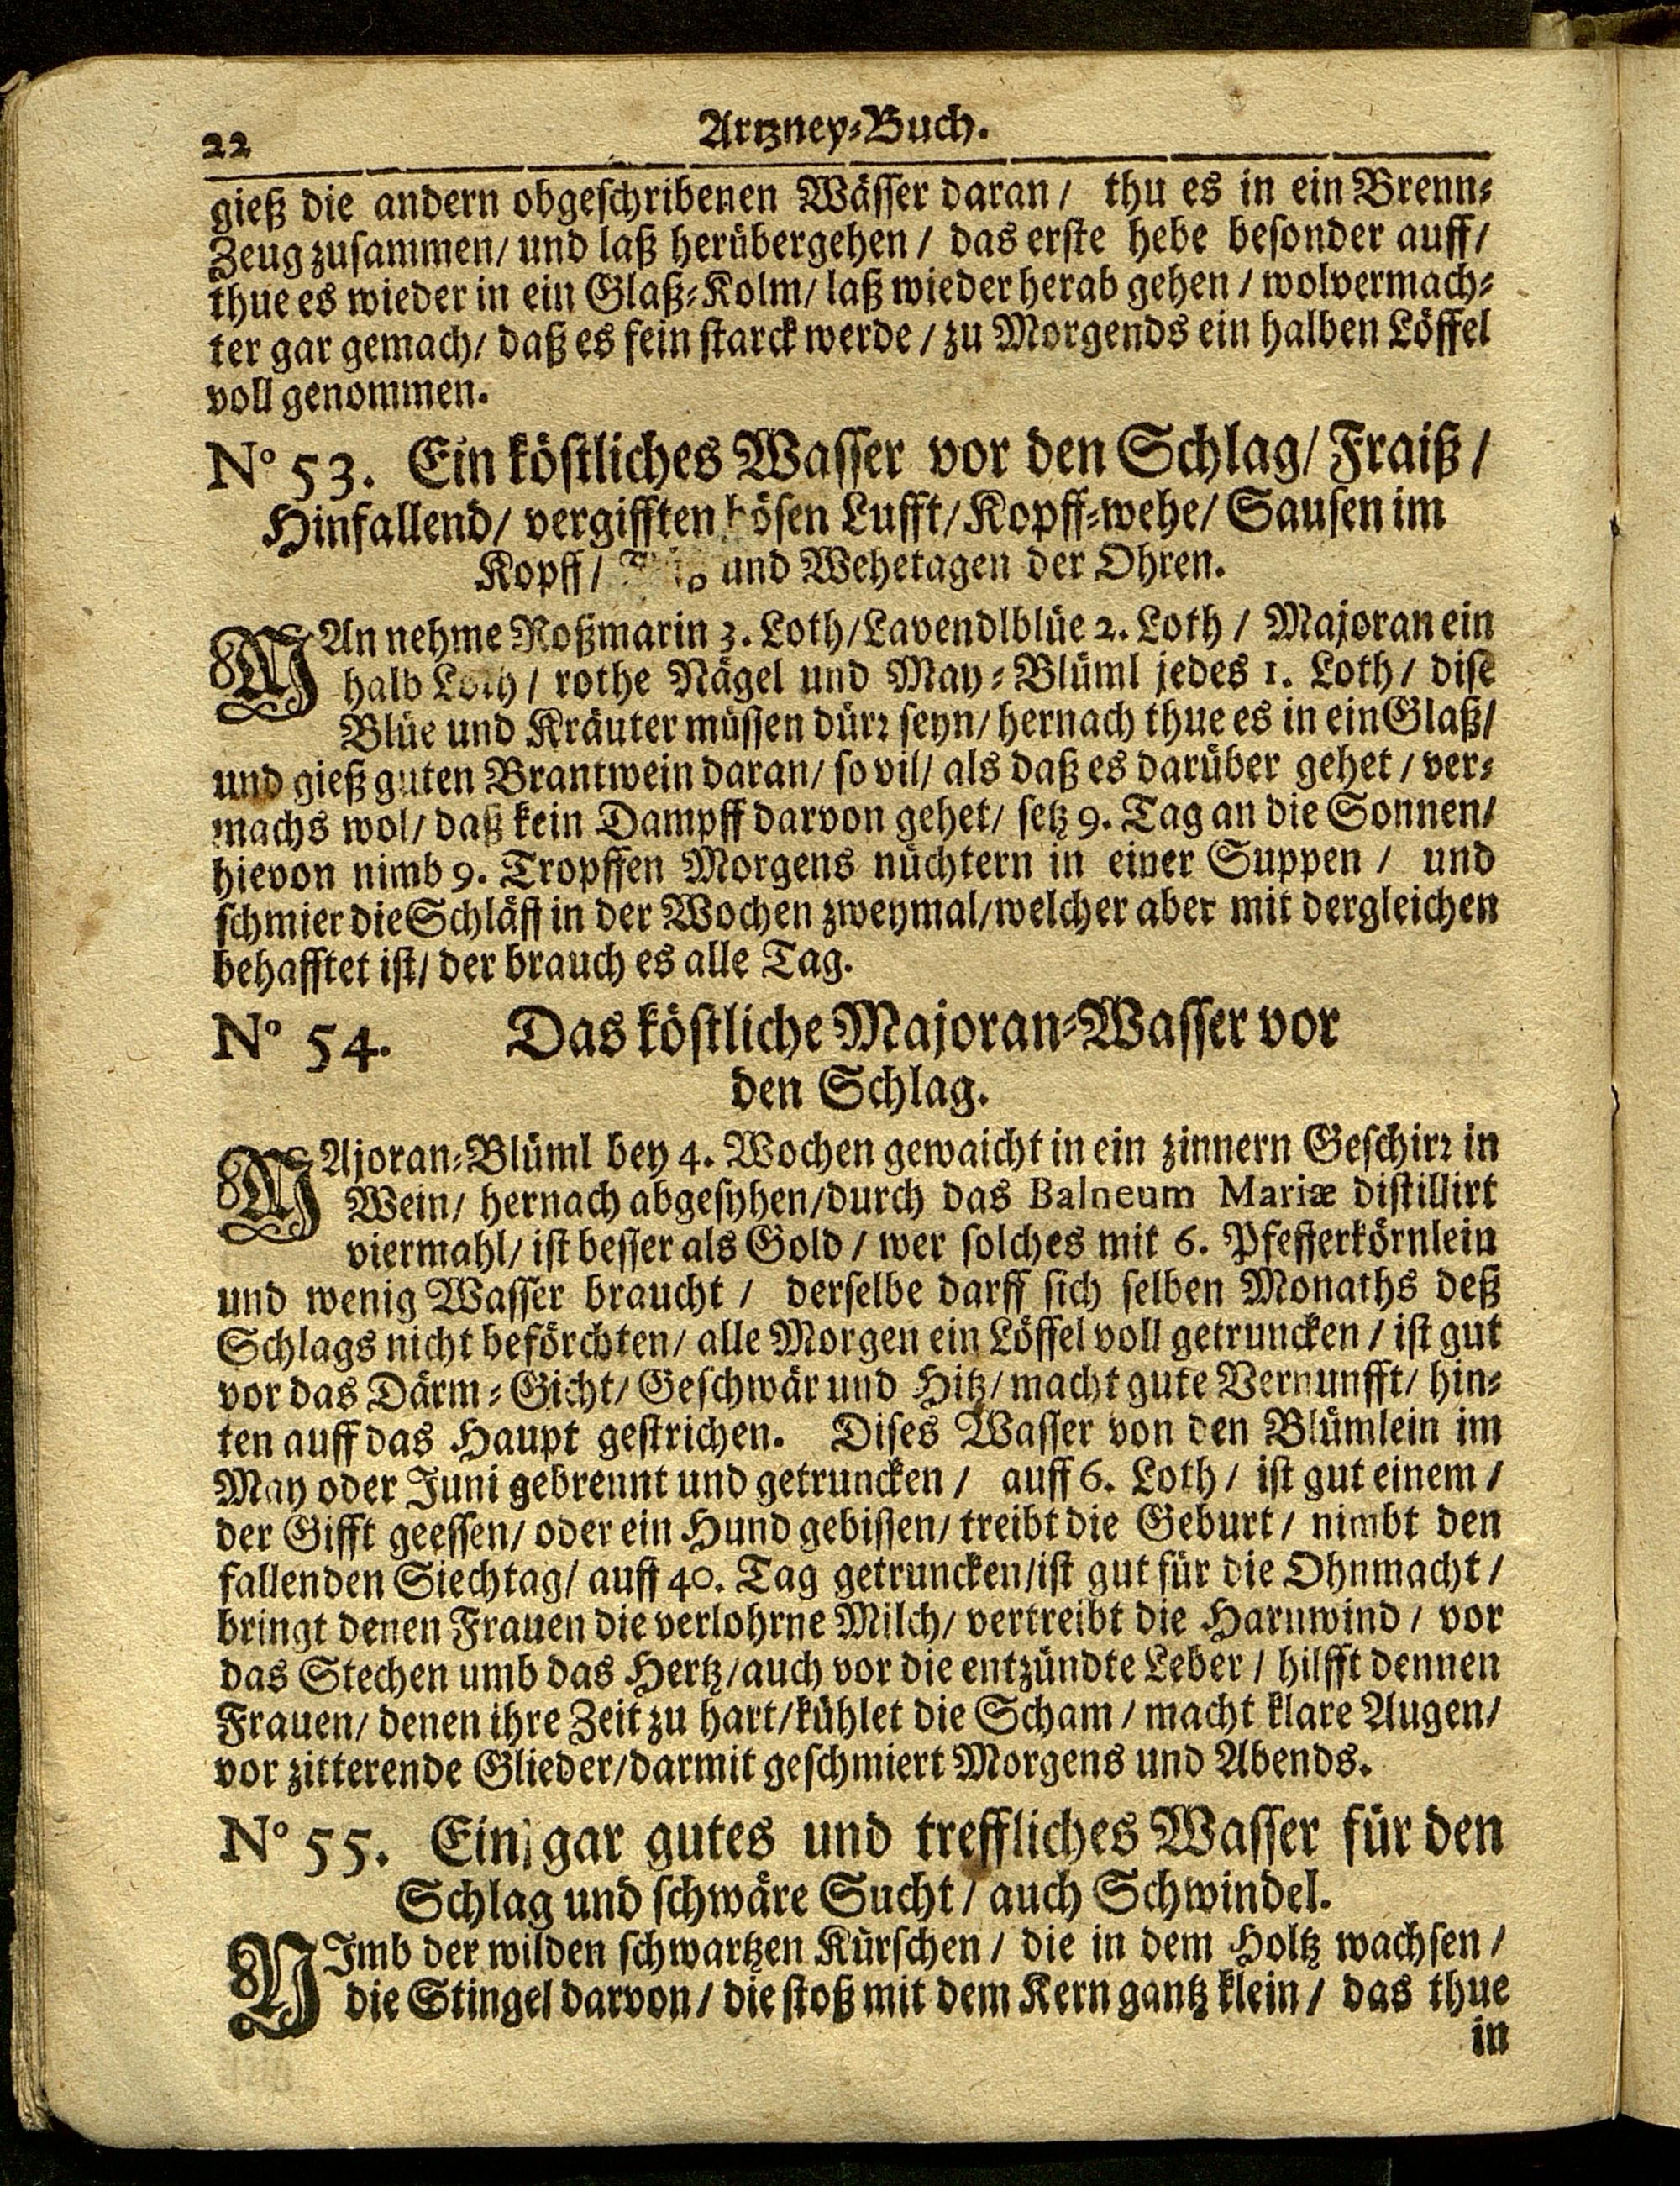 22
Artzney-Buch.
gieß die andern obgeschribenen Wässer daran / thu es in ein Brenn-
Zeug zusammen / und laß herübergehen / das erste hebe besonder auff /
thue es wieder in ein Glaß-Kolm / laß wieder herab gehen / wolvermach-
ter gar gemach / daß es fein starck werde / zu Morgends ein halben Löffel
voll genommen.
No 53. Ein köstliches Wasser vor den Schlag / Fraiß /
Hinfallend / vergifften bösen Lufft / Kopff-wehe / Sausen im
Kopff / und Wehetagen der Ohren.
MAn nehme Roßmarin 3. Loth / Lavendlblüe 2. Loth / Majoran ein
halb Loth / rothe Nägel und May-Blüml jedes 1. Loth / dise
Blüe und Kräuter müssen dürr seyn / hernach thue es in ein Glaß /
und gieß guten Brantwein daran / so vil / als daß es darüber gehet / ver-
machs wol / daß kein Dampff darvon gehet / setz 9. Tag an die Sonnen /
hievon nimb 9. Tropffen Morgens nüchtern in einer Suppen / und
schmier die Schläff in der Wochen zweymal / welcher aber mit dergleichen
behafftet ist / der brauch es alle Tag.
No 54. Das köstliche Majoran-Wasser vor
den Schlag.
MAjoran-Blüml bey 4. Wochen gewaicht in ein zinnern Geschirr in
Wein / hernach abgesyhen / durch das Balneum Mariæ distillirt
viermahl / ist besser als Gold / wer solches mit 6. Pfefferkörnlein
und wenig Wasser braucht / derselbe darff sich selben Monaths deß
Schlags nicht beförchten / alle Morgen ein Löffel voll getruncken / ist gut
vor das Därm-Gicht / Geschwär und Hitz / macht gute Vernunfft / hin-
ten auff das Haupt gestrichen. Dises Wasser von den Blümlein im
May oder Juni gebrennt und getruncken / auff 6. Loth / ist gut einem /
der Gifft geessen / oder ein Hund gebissen / treibt die Geburt / nimbt den
fallenden Siechtag / auff 40. Tag getruncken / ist gut für die Ohnmacht /
bringt denen Frauen die verlohrne Milch / vertreibt die Harnwind / vor
das Stechen umb das Hertz / auch vor die entzündte Leber / hilfft dennen
Frauen / denen ihre Zeit zu hart / kühlet die Scham / macht klare Augen /
vor zitterende Glieder / darmit geschmiert Morgens und Abends.
No 55. Ein gar gutes und treffliches Wasser für den
Schlag und schwäre Sucht / auch Schwindel.
NImb der wilden schwartzen Kürschen / die in dem Holtz wachsen /
die Stingel darvon / die stoß mit dem Kern gantz klein / das thue
in